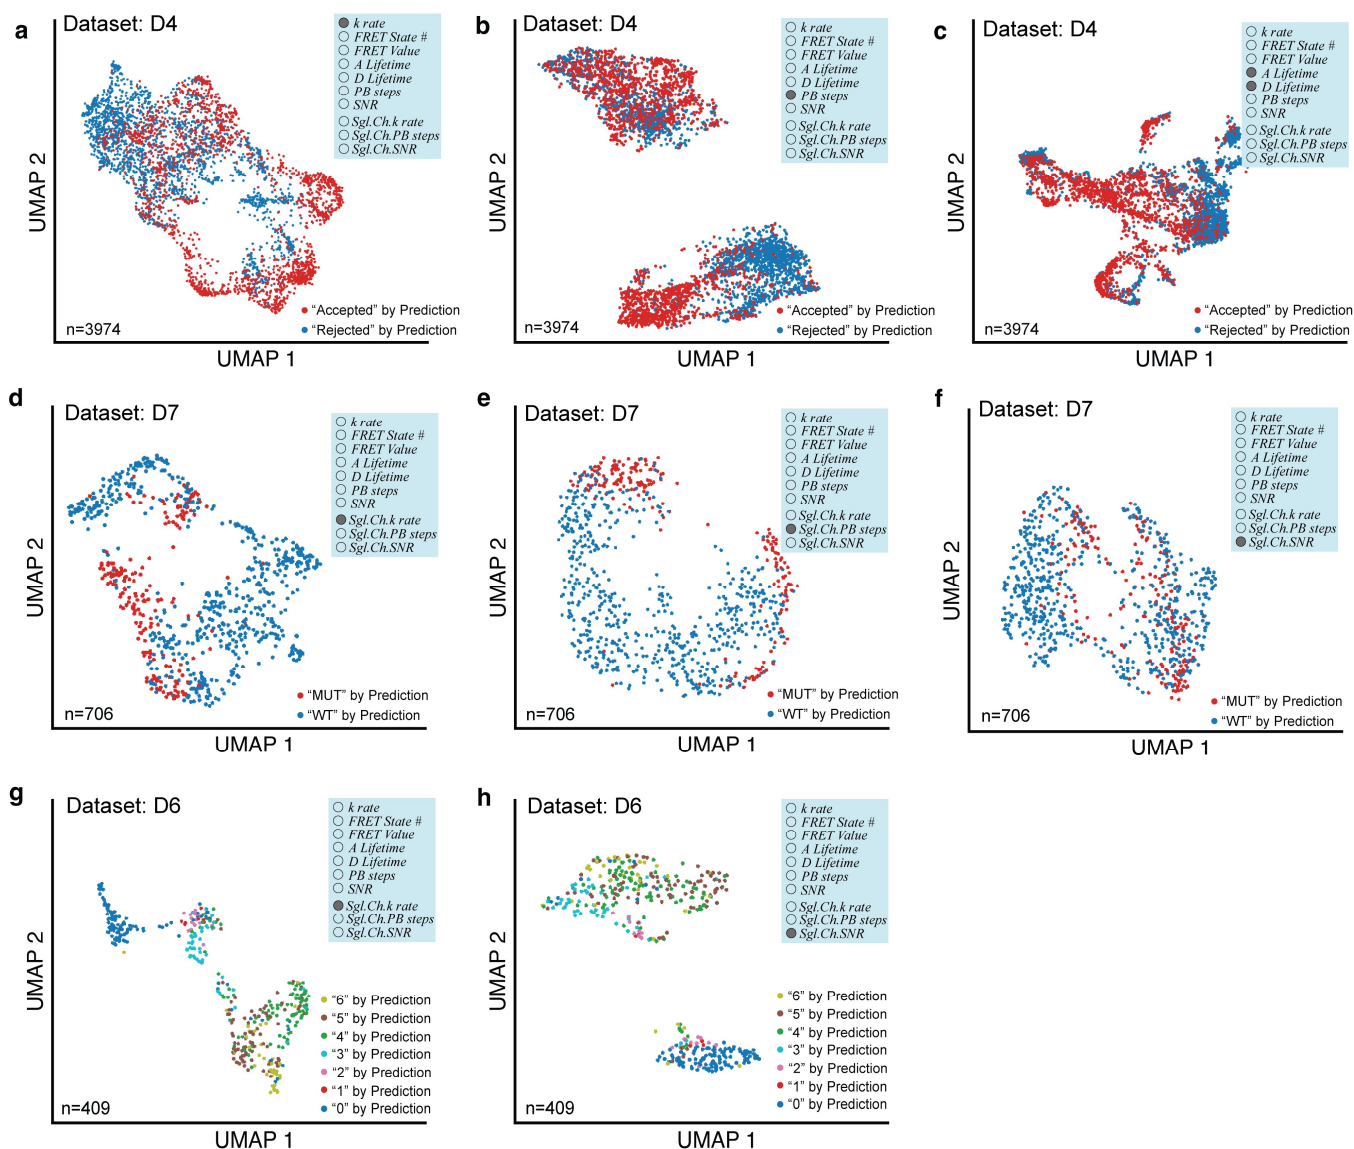 a
Dataset: D4
k rate
FRET State #
FRET Value
A Lifetime
D Lifetime
PB steps
SNR
Sgl.Ch.k rate
Sgl.Ch.PB steps
Sgl.Ch.SNR
UMAP 2
"Accepted" by Prediction
"Rejected" by Prediction
n=3974
UMAP 1
b
Dataset: D4
k rate
FRET State #
FRET Value
A Lifetime
D Lifetime
PB steps
SNR
Sgl.Ch.k rate
Sgl.Ch.PB steps
Sgl.Ch.SNR
UMAP 2
"Accepted" by Prediction
"Rejected" by Prediction
n=3974
UMAP 1
c
Dataset: D4
k rate
FRET State #
FRET Value
A Lifetime
D Lifetime
PB steps
SNR
Sgl.Ch.k rate
Sgl.Ch.PB steps
Sgl.Ch.SNR
UMAP 2
"Accepted" by Prediction
"Rejected" by Prediction
n=3974
UMAP 1
d
Dataset: D7
k rate
FRET State #
FRET Value
A Lifetime
D Lifetime
PB steps
SNR
Sgl.Ch.k rate
Sgl.Ch.PB steps
Sgl.Ch.SNR
UMAP 2
"MUT" by Prediction
"WT" by Prediction
n=706
UMAP 1
e
Dataset: D7
k rate
FRET State #
FRET Value
A Lifetime
D Lifetime
PB steps
SNR
Sgl.Ch.k rate
Sgl.Ch.PB steps
Sgl.Ch.SNR
UMAP 2
"MUT" by Prediction
"WT" by Prediction
n=706
UMAP 1
f
Dataset: D7
k rate
FRET State #
FRET Value
A Lifetime
D Lifetime
PB steps
SNR
Sgl.Ch.k rate
Sgl.Ch.PB steps
Sgl.Ch.SNR
UMAP 2
"MUT" by Prediction
"WT" by Prediction
n=706
UMAP 1
g
Dataset: D6
k rate
FRET State #
FRET Value
A Lifetime
D Lifetime
PB steps
SNR
Sgl.Ch.k rate
Sgl.Ch.PB steps
Sgl.Ch.SNR
UMAP 2
"6" by Prediction
"5" by Prediction
"4" by Prediction
"3" by Prediction
"2" by Prediction
"1" by Prediction
"0" by Prediction
n=409
UMAP 1
h
Dataset: D6
k rate
FRET State #
FRET Value
A Lifetime
D Lifetime
PB steps
SNR
Sgl.Ch.k rate
Sgl.Ch.PB steps
Sgl.Ch.SNR
UMAP 2
"6" by Prediction
"5" by Prediction
"4" by Prediction
"3" by Prediction
"2" by Prediction
"1" by Prediction
"0" by Prediction
n=409
UMAP 1